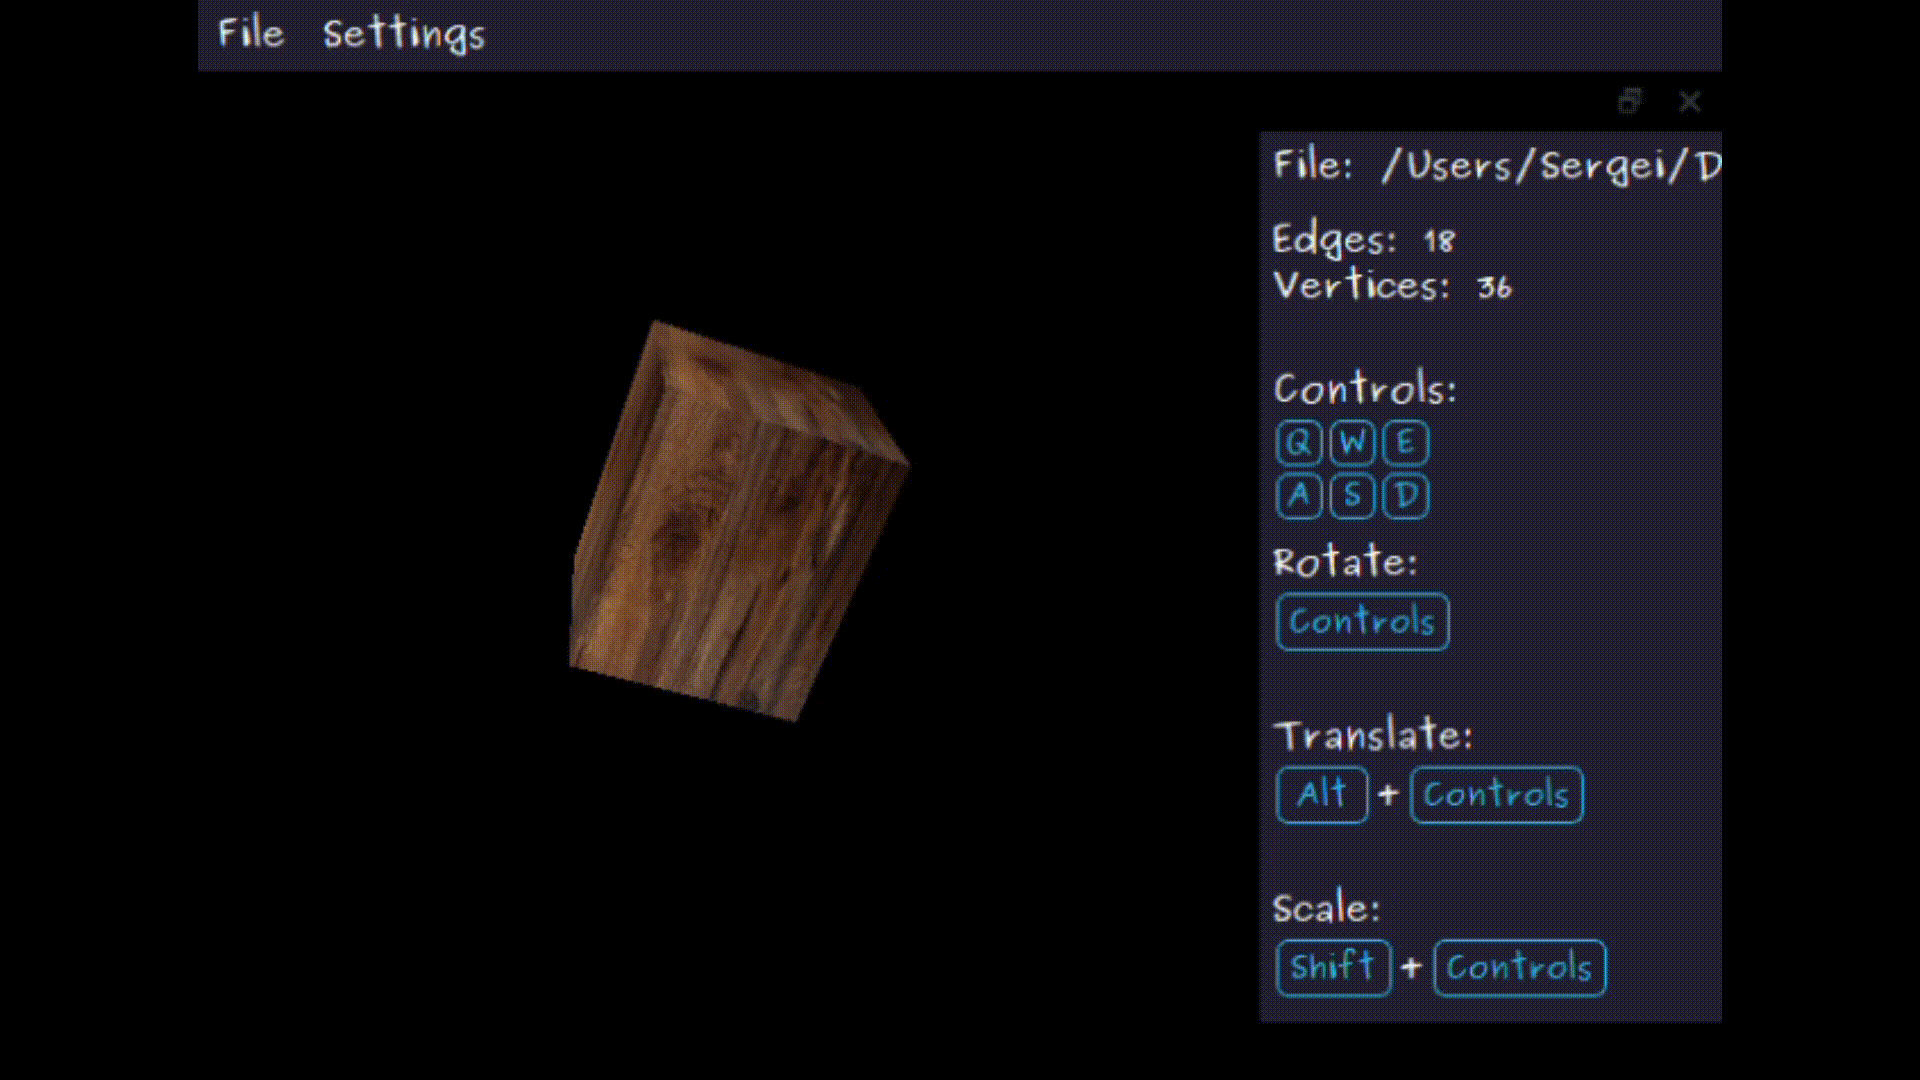 File Settings
File: /Users/Sergei/D
Edges: 18
Vertices: 36
Controls:
Q W E
A S D
Rotate:
Controls
Translate:
Alt + Controls
Scale:
Shift + Controls